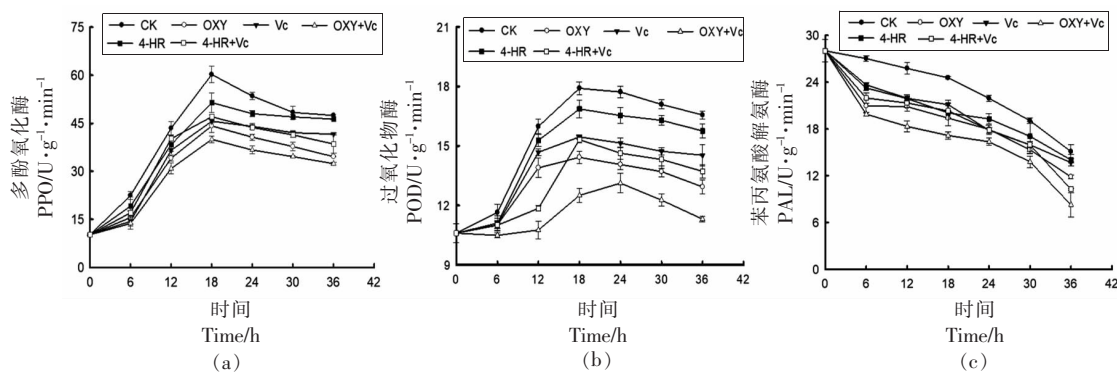 CK OXY Vc OXY+Vc
4-HR 4-HR+Vc
多酚氧化酶
PPO/U·g⁻¹·min⁻¹
75
60
45
30
15
0
0 6 12 18 24 30 36 42
时间
Time/h
(a)
CK OXY Vc OXY+Vc
4-HR 4-HR+Vc
过氧化物酶
POD/U·g⁻¹·min⁻¹
21
18
15
12
9
0 6 12 18 24 30 36 42
时间
Time/h
(b)
CK OXY Vc OXY+Vc
4-HR 4-HR+Vc
苯丙氨酸解氨酶
PAL/U·g⁻¹·min⁻¹
30
24
18
12
6
0
0 6 12 18 24 30 36 42
时间
Time/h
(c)